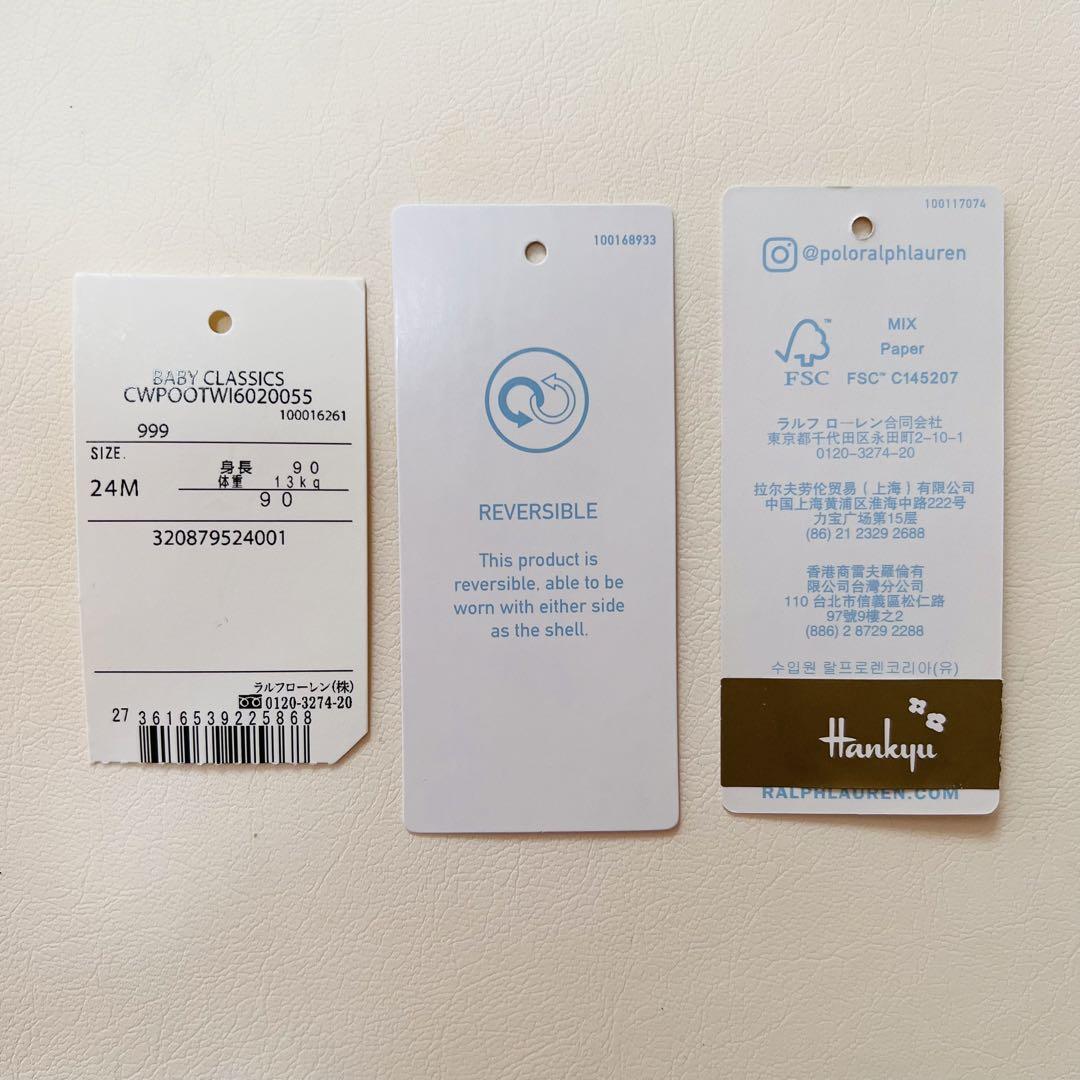 BABY CLASSICS
CWPOOTWI6020055
100016261
999
SIZE.
24M
身長 90
体重 13kg
90
320879524001
ラルフローレン(株)
0120-3274-20
27 3616539225868
100168933
REVERSIBLE
This product is
reversible, able to be
worn with either side
as the shell.
100117074
@poloralphlauren
MIX
Paper
FSC™ C145207
FSC
™
ラルフ ローレン合同会社
東京都千代田区永田町2-10-1
0120-3274-20
拉尔夫劳伦贸易(上海)有限公司
中国上海黄浦区淮海中路222号
力宝广场第15层
(86) 21 2329 2688
香港商雷夫羅倫有
限公司台灣分公司
110 台北市信義區松仁路
97號9樓之2
(886) 2 8729 2288
수입원 랄프로렌코리아(유)
Hankyu
RALPHLAUREN.COM